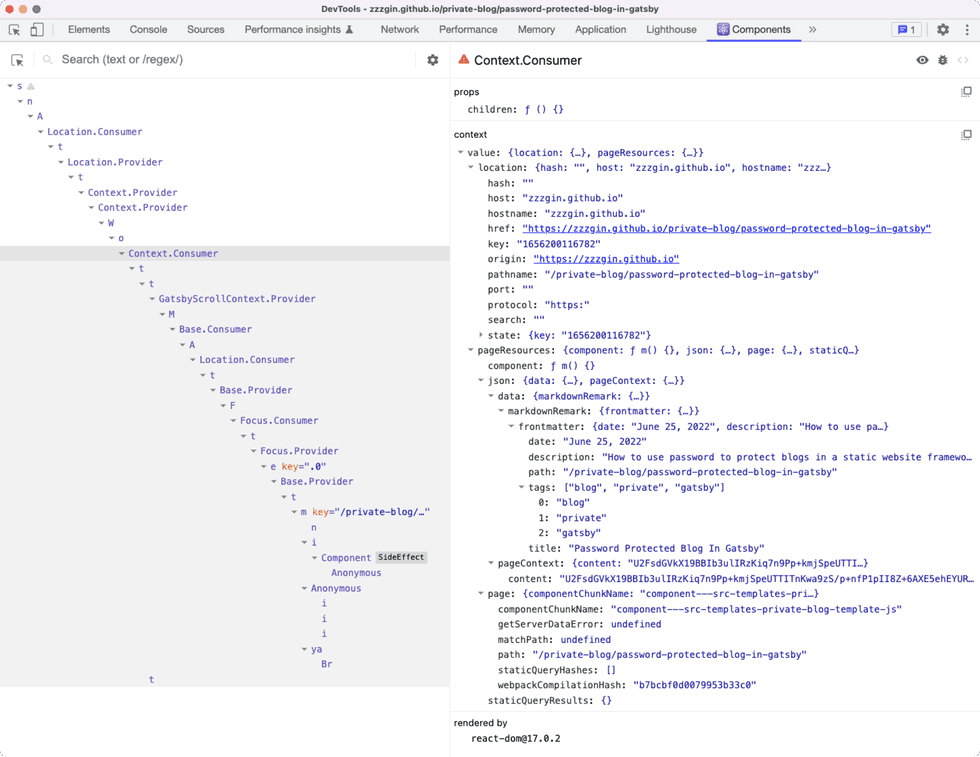 DevTools - zzzgin.github.io/private-blog/password-protected-blog-in-gatsby
Elements Console Sources Performance insights Network Performance Memory Application Lighthouse Components » 1
Search (text or /regex/)
s
n
A
Location.Consumer
t
Location.Provider
t
Context.Provider
Context.Provider
W
o
Context.Consumer
t
t
GatsbyScrollContext.Provider
M
Base.Consumer
A
Location.Consumer
t
Base.Provider
F
Focus.Consumer
t
Focus.Provider
e key=".0"
Base.Provider
t
m key="/private-blog/…"
n
i
Component SideEffect
Anonymous
Anonymous
i
i
i
ya
Br
t
Context.Consumer
props
children: ƒ () {}
context
value: {location: {…}, pageResources: {…}}
location: {hash: "", host: "zzzgin.github.io", hostname: "zzz…}
hash: ""
host: "zzzgin.github.io"
hostname: "zzzgin.github.io"
href: "https://zzzgin.github.io/private-blog/password-protected-blog-in-gatsby"
key: "1656200116782"
origin: "https://zzzgin.github.io"
pathname: "/private-blog/password-protected-blog-in-gatsby"
port: ""
protocol: "https:"
search: ""
state: {key: "1656200116782"}
pageResources: {component: ƒ m() {}, json: {…}, page: {…}, staticQ…}
component: ƒ m() {}
json: {data: {…}, pageContext: {…}}
data: {markdownRemark: {…}}
markdownRemark: {frontmatter: {…}}
frontmatter: {date: "June 25, 2022", description: "How to use pa…}
date: "June 25, 2022"
description: "How to use password to protect blogs in a static website framewo…
path: "/private-blog/password-protected-blog-in-gatsby"
tags: ["blog", "private", "gatsby"]
0: "blog"
1: "private"
2: "gatsby"
title: "Password Protected Blog In Gatsby"
pageContext: {content: "U2FsdGVkX19BBIb3ulIRzKiq7n9Pp+kmjSpeUTTI…}
content: "U2FsdGVkX19BBIb3ulIRzKiq7n9Pp+kmjSpeUTTITnKwa9zS/p+nfP1pII8Z+6AXE5ehEYUR…
page: {componentChunkName: "component---src-templates-pri…}
componentChunkName: "component---src-templates-private-blog-template-js"
getServerDataError: undefined
matchPath: undefined
path: "/private-blog/password-protected-blog-in-gatsby"
staticQueryHashes: []
webpackCompilationHash: "b7bcbf0d0079953b33c0"
staticQueryResults: {}
rendered by
react-dom@17.0.2